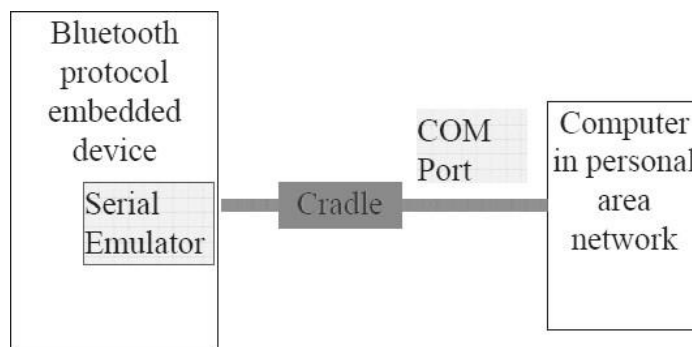 Bluetooth
protocol
embedded
device
Serial
Emulator
Cradle
COM
Port
Computer
in personal
area
network